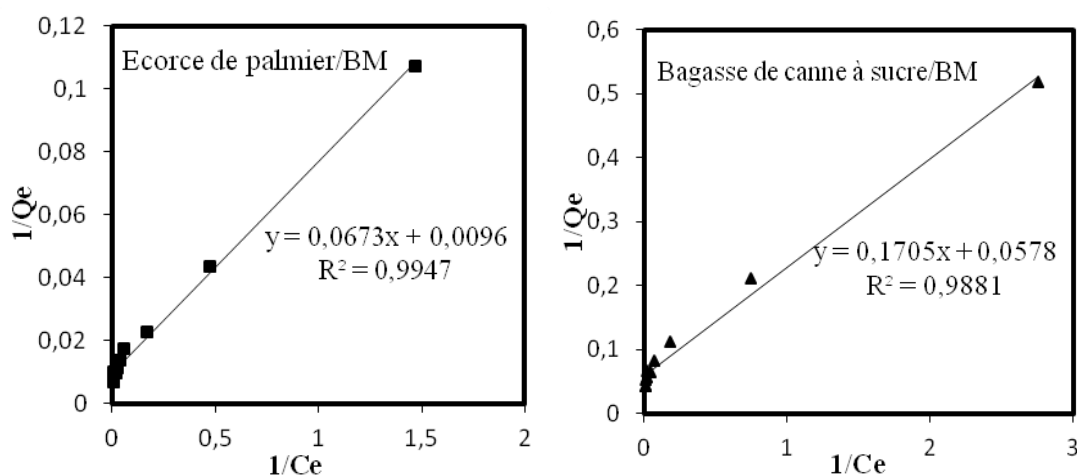 0,12
0,1
0,08
0,06
0,04
0,02
0
1/Qe
Ecorce de palmier/BM
y = 0,0673x + 0,0096
R² = 0,9947
0 0,5 1 1,5 2
1/Ce
0,6
0,5
0,4
0,3
0,2
0,1
0
1/Qe
Bagasse de canne à sucre/BM
y = 0,1705x + 0,0578
R² = 0,9881
0 1 2 3
1/Ce